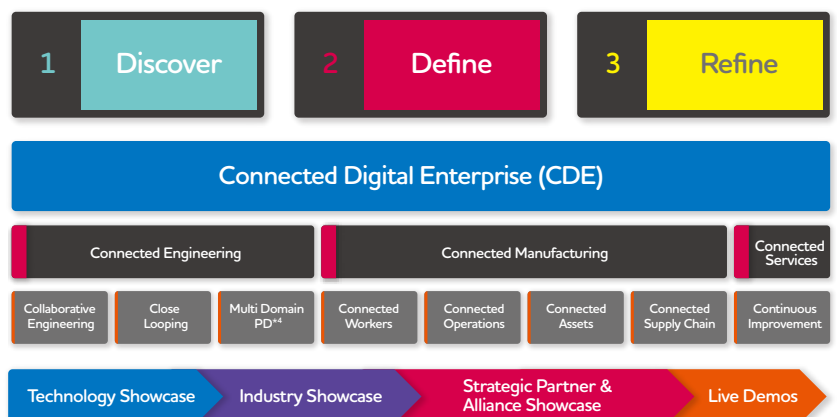 1 Discover
2 Define
3 Refine
Connected Digital Enterprise (CDE)
Connected Engineering
Connected Manufacturing
Connected
Services
Collaborative
Engineering
Close
Looping
Multi Domain
PD*⁴
Connected
Workers
Connected
Operations
Connected
Assets
Connected
Supply Chain
Continuous
Improvement
Technology Showcase
Industry Showcase
Strategic Partner &
Alliance Showcase
Live Demos